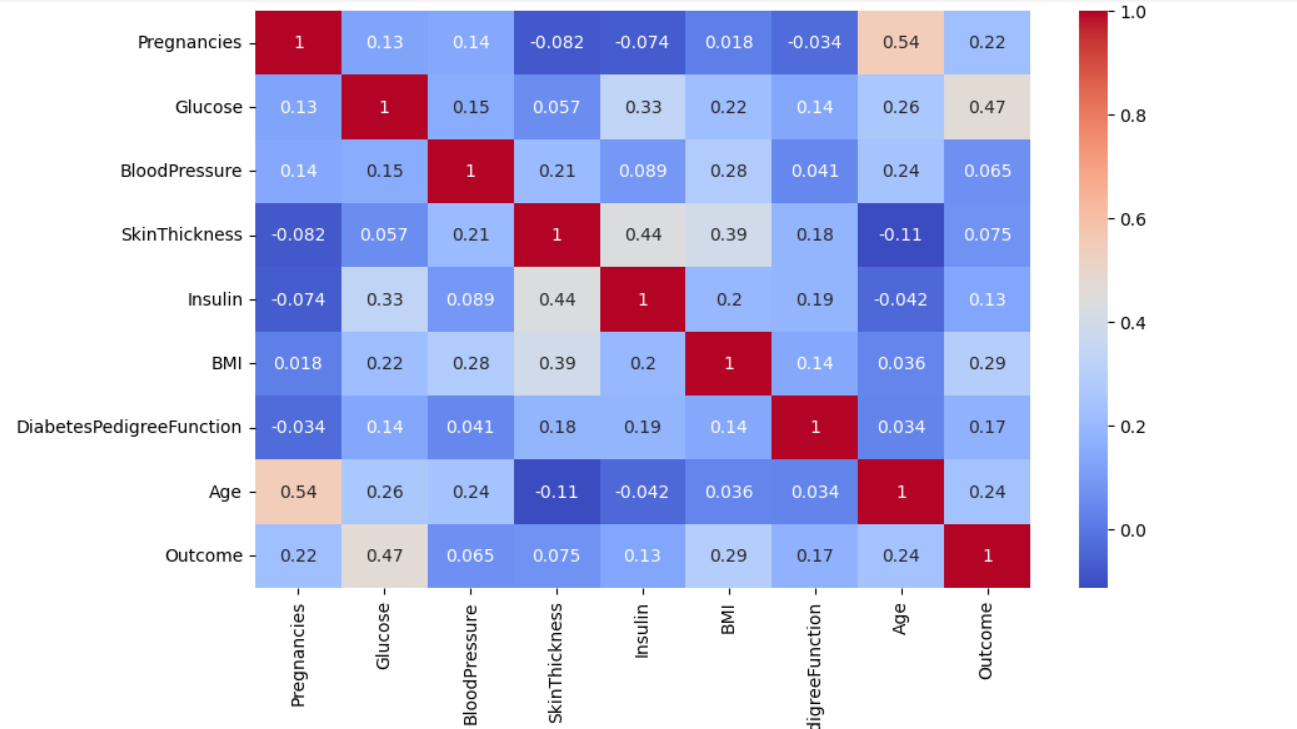 Pregnancies 1 0.13 0.14 -0.082 -0.074 0.018 -0.034 0.54 0.22
Glucose 0.13 1 0.15 0.057 0.33 0.22 0.14 0.26 0.47
BloodPressure 0.14 0.15 1 0.21 0.089 0.28 0.041 0.24 0.065
SkinThickness -0.082 0.057 0.21 1 0.44 0.39 0.18 -0.11 0.075
Insulin -0.074 0.33 0.089 0.44 1 0.2 0.19 -0.042 0.13
BMI 0.018 0.22 0.28 0.39 0.2 1 0.14 0.036 0.29
DiabetesPedigreeFunction -0.034 0.14 0.041 0.18 0.19 0.14 1 0.034 0.17
Age 0.54 0.26 0.24 -0.11 -0.042 0.036 0.034 1 0.24
Outcome 0.22 0.47 0.065 0.075 0.13 0.29 0.17 0.24 1
Pregnancies
Glucose
BloodPressure
SkinThickness
Insulin
BMI
digreeFunction
Age
Outcome
1.0
0.8
0.6
0.4
0.2
0.0